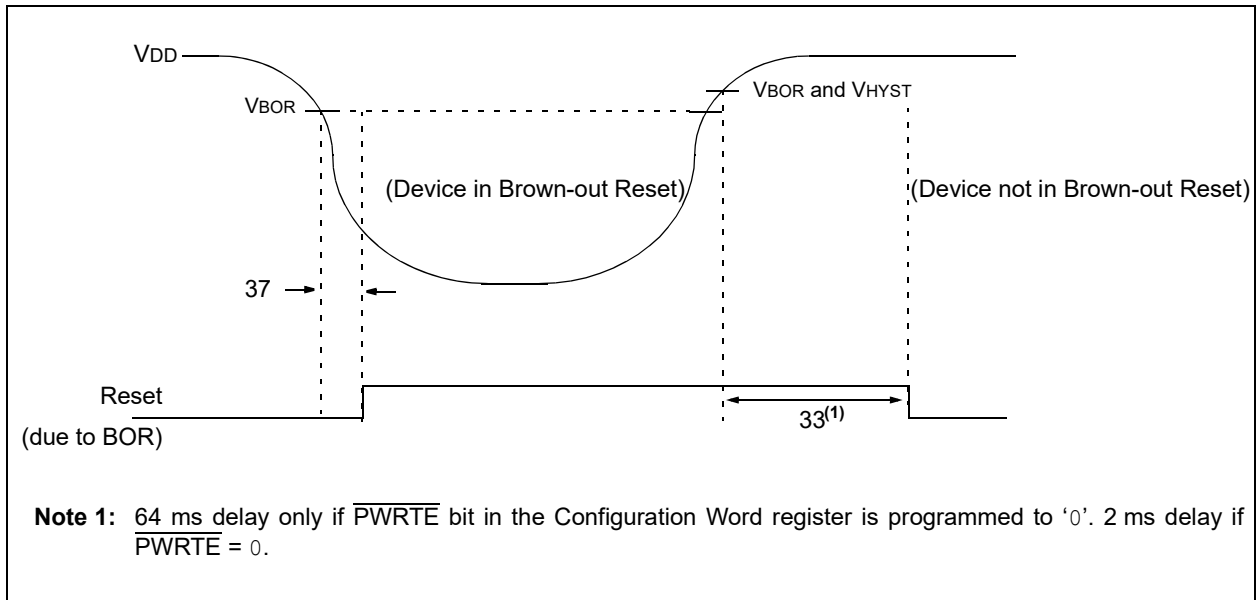 VDD
VBOR
VBOR and VHYST
(Device in Brown-out Reset)
(Device not in Brown-out Reset)
37
Reset
(due to BOR)
33(1)
Note 1: 64 ms delay only if PWRTE bit in the Configuration Word register is programmed to ‘0’. 2 ms delay if
PWRTE = 0.